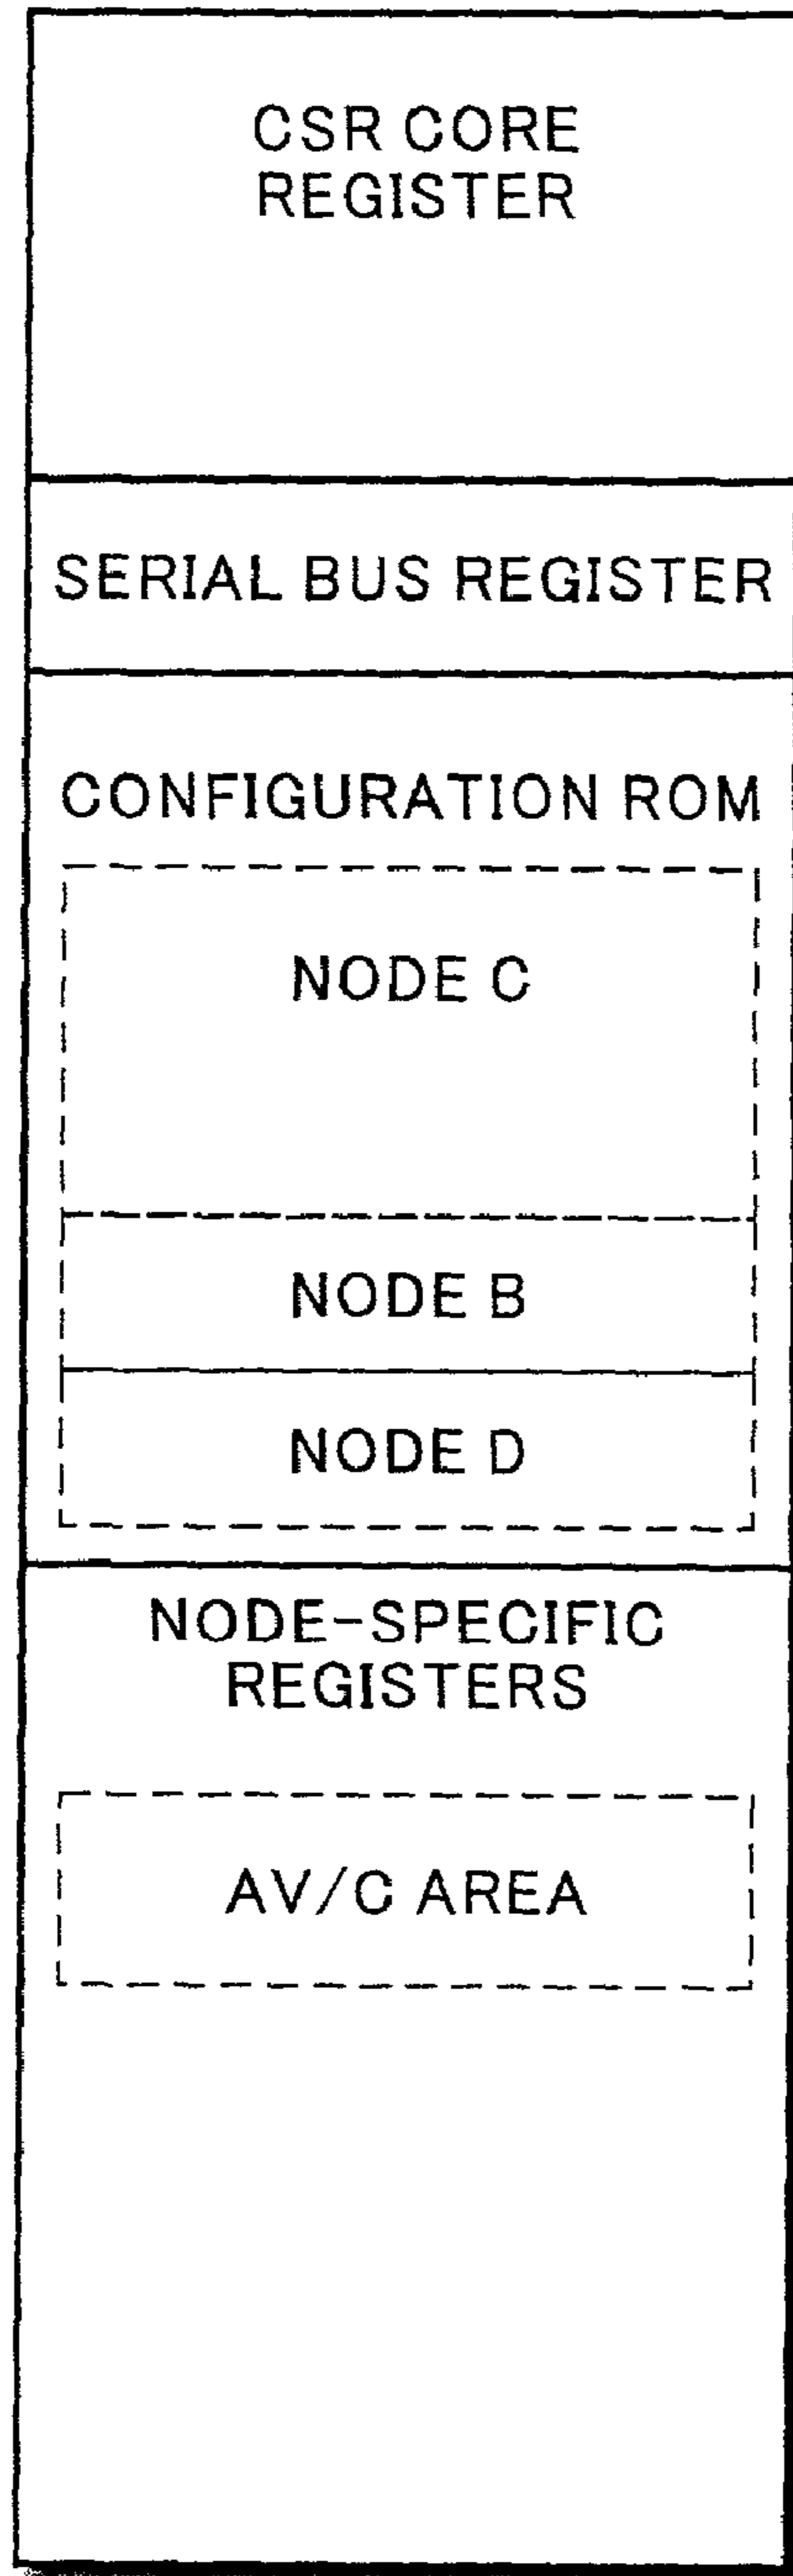 CSR CORE
REGISTER
SERIAL BUS REGISTER
CONFIGURATION ROM
NODE C
NODE B
NODE D
NODE-SPECIFIC
REGISTERS
AV/C AREA